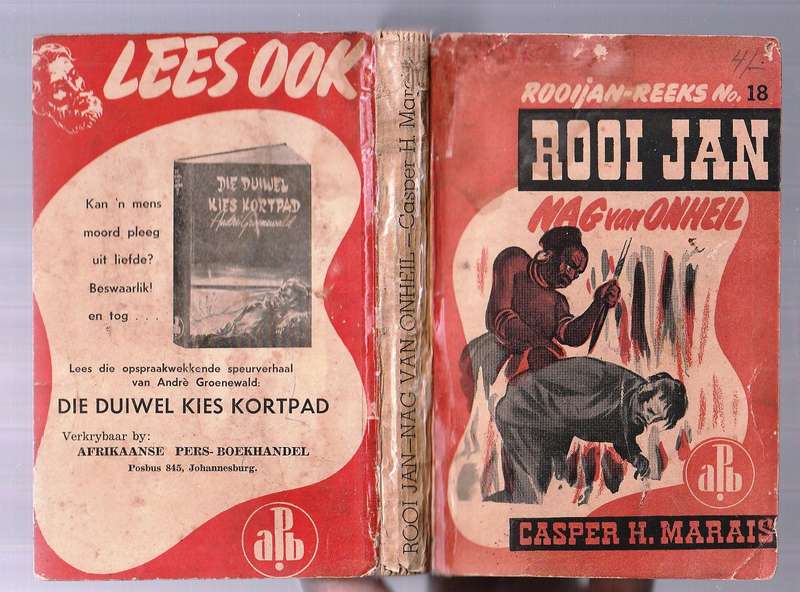 LEES OOK
Kan 'n mens
moord pleeg
uit liefde?
Beswaarlik!
en tog . . .
DIE DUIWEL
KIES KORTPAD
André Groenewald
Lees die opspraakwekkende speurverhaal
van Andrè Groenewald:
DIE DUIWEL KIES KORTPAD
Verkrybaar by:
AFRIKAANSE PERS-BOEKHANDEL
Posbus 845, Johannesburg.
aPb
ROOI JAN—NAG VAN ONHEIL—Casper H. Marais
4/-
ROOIJAN-REEKS No. 18
ROOI JAN
NAG van ONHEIL
aPb
CASPER H. MARAIS